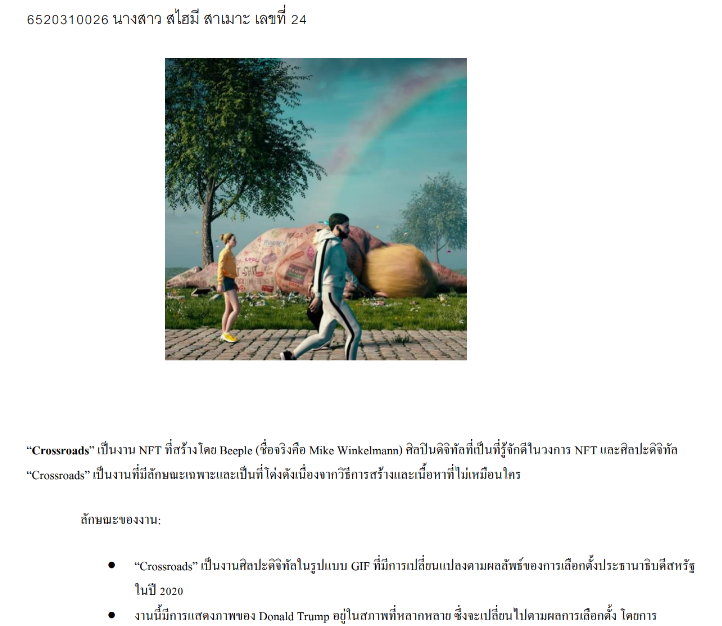 6520310026 นางสาว สไฮมี สาเมาะ เลขที่ 24
“Crossroads” เป็นงาน NFT ที่สร้างโดย Beeple (ชื่อจริงคือ Mike Winkelmann) ศิลปินดิจิทัลที่เป็นที่รู้จักดีในวงการ NFT และศิลปะดิจิทัล
“Crossroads” เป็นงานที่มีลักษณะเฉพาะและเป็นที่โด่งดังเนื่องจากวิธีการสร้างและเนื้อหาที่ไม่เหมือนใคร
ลักษณะของงาน:
● “Crossroads” เป็นงานศิลปะดิจิทัลในรูปแบบ GIF ที่มีการเปลี่ยนแปลงตามผลลัพธ์ของการเลือกตั้งประธานาธิบดีสหรัฐ
ในปี 2020
● งานนี้มีการแสดงภาพของ Donald Trump อยู่ในสภาพที่หลากหลาย ซึ่งจะเปลี่ยนไปตามผลการเลือกตั้ง โดยการ